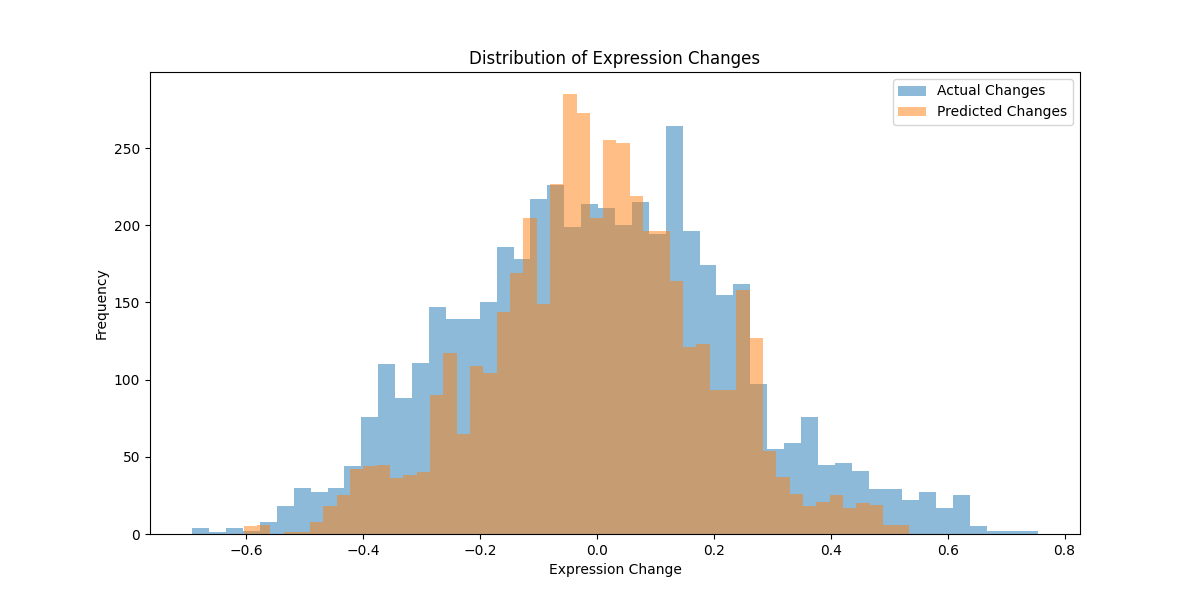 Distribution of Expression Changes
Actual Changes
Predicted Changes
Frequency
250
200
150
100
50
0
−0.6 −0.4 −0.2 0.0 0.2 0.4 0.6 0.8
Expression Change